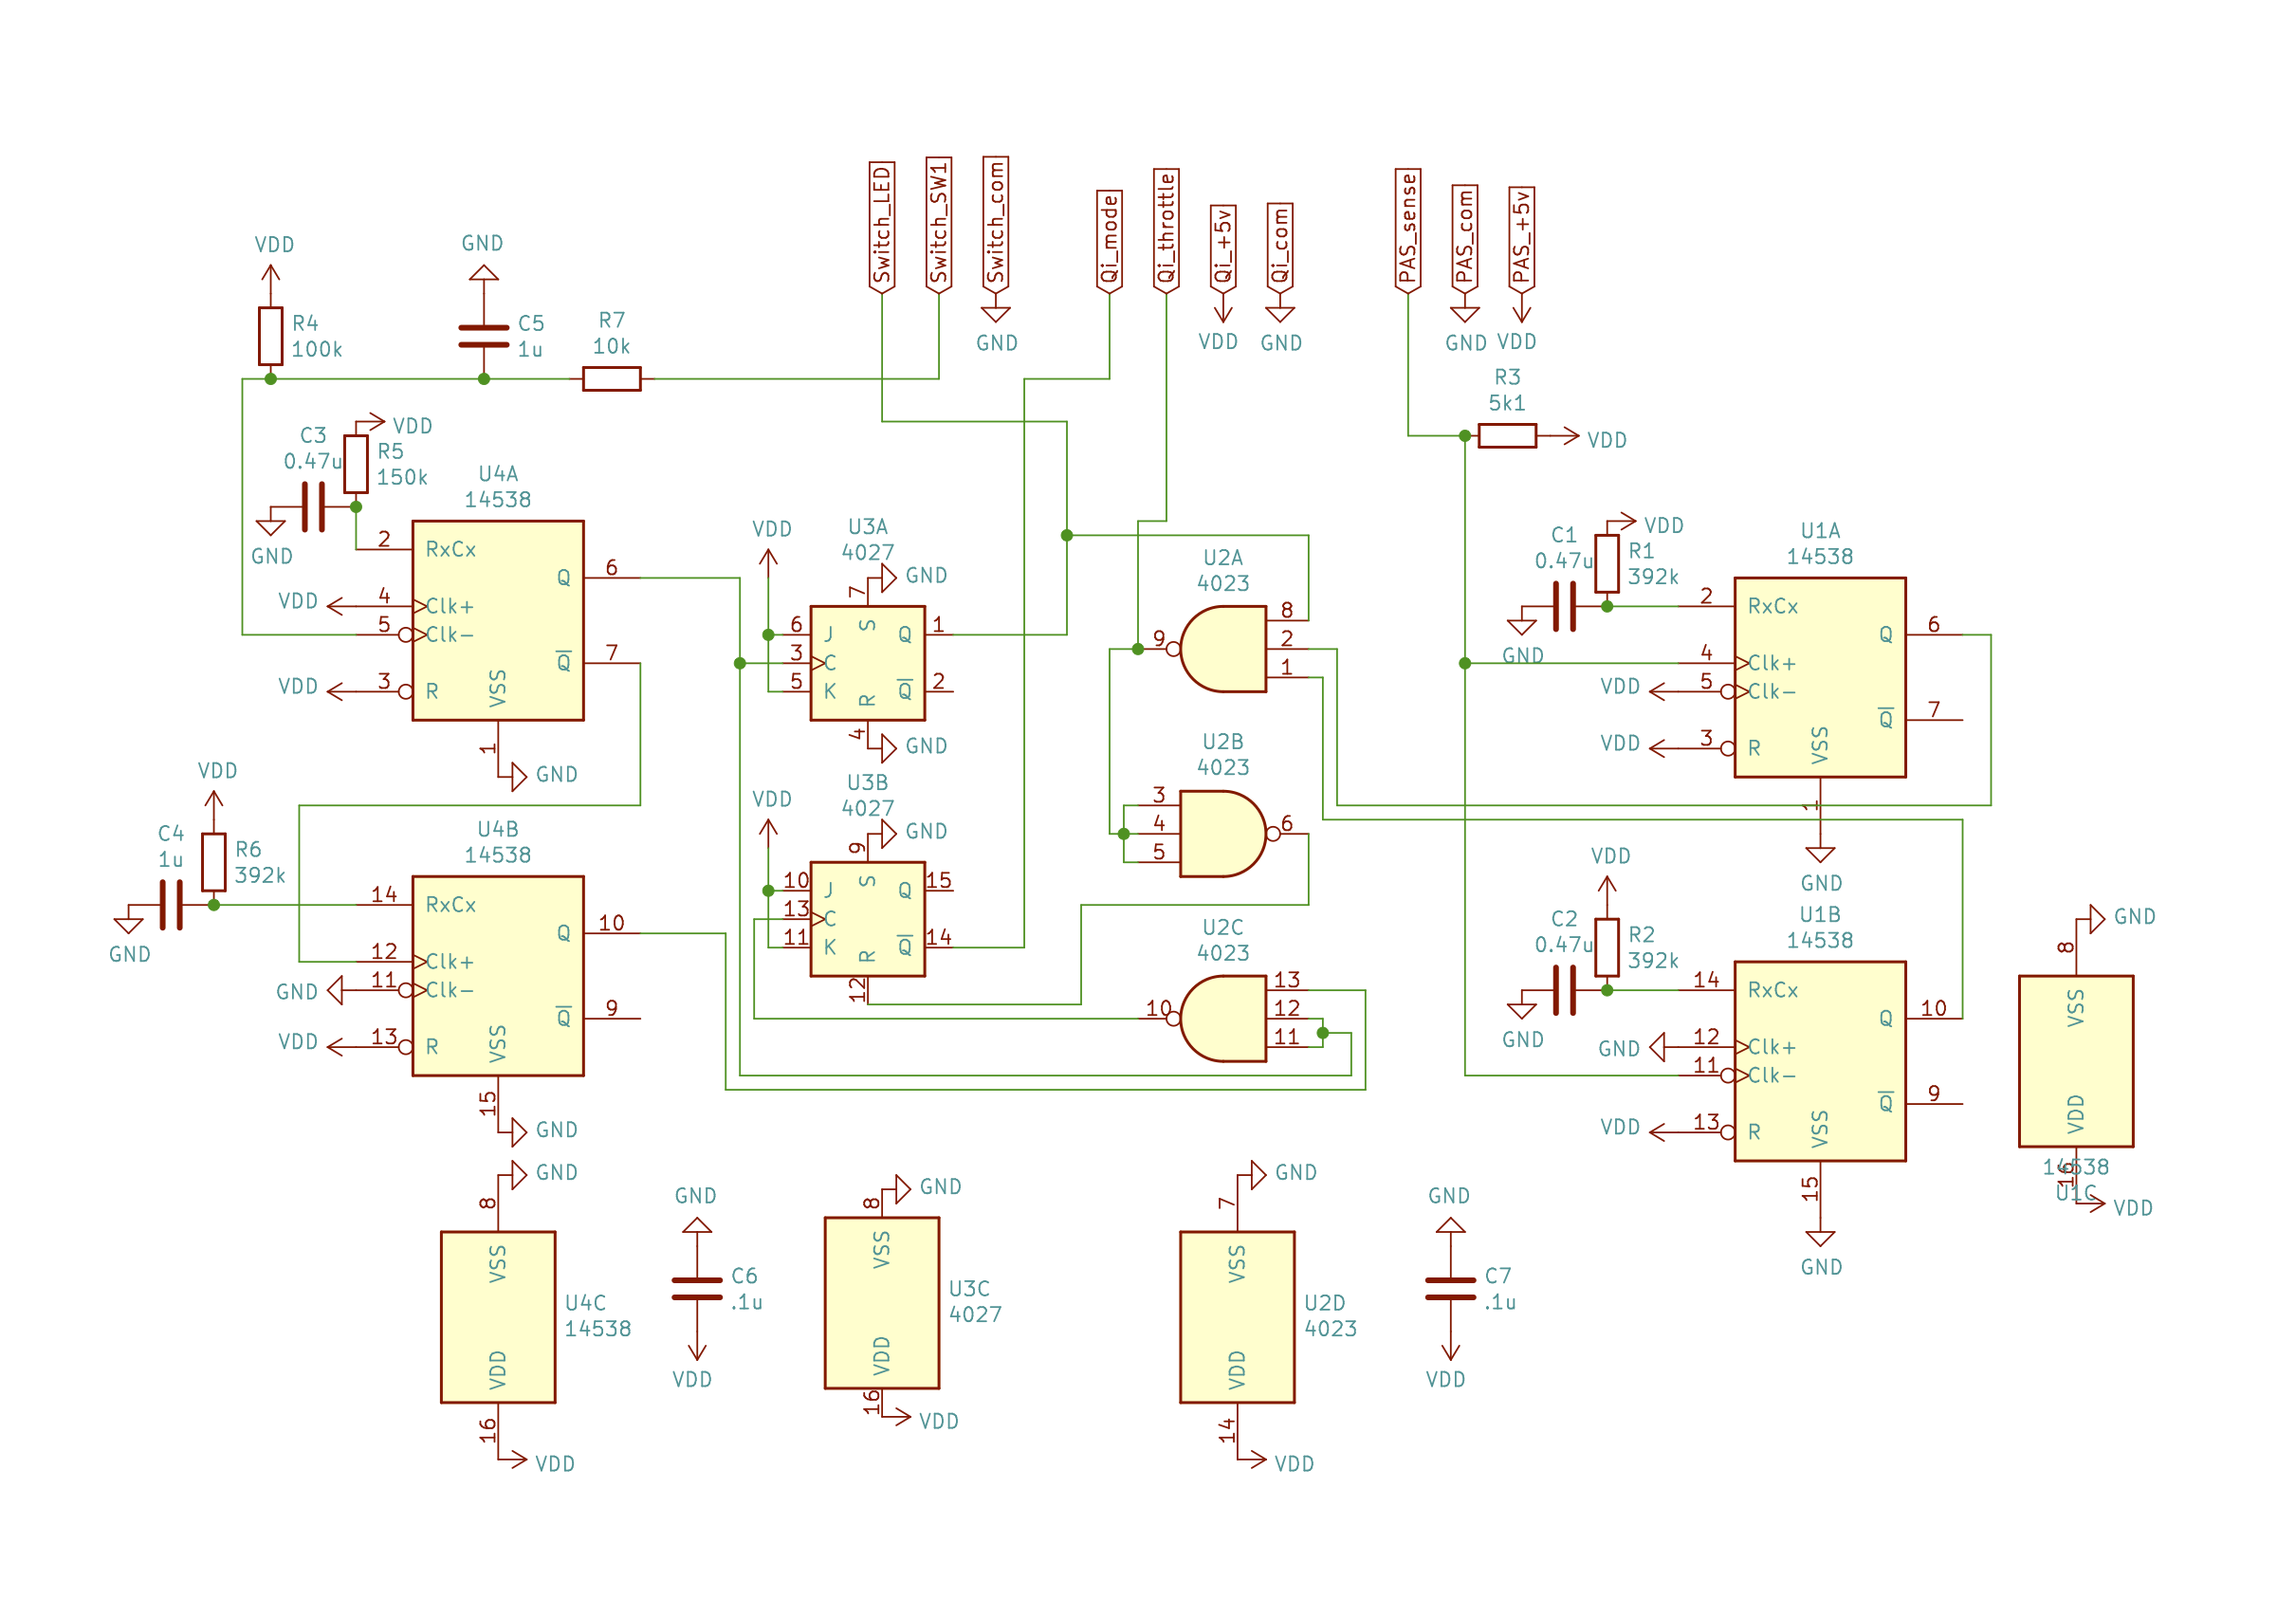 Switch_LED
Switch_SW1
Switch_com
Qi_mode
Qi_throttle
Qi_+5v
Qi_com
PAS_sense
PAS_com
PAS_+5v
VDD
GND
R4
100k
C5
1u
R7
10k
GND
VDD
GND
GND
VDD
R3
5k1
VDD
C3
0.47u
VDD
R5
150k
GND
U4A
14538
2
RxCx
4
Clk+
5
Clk-
3
R
VSS
1
Q
6
Q
7
VDD
VDD
GND
VDD
U3A
4027
7
GND
S
6
J
3
C
5
K
R
4
GND
Q
1
Q
2
U2A
4023
9
8
2
1
C1
0.47u
VDD
R1
392k
GND
U1A
14538
2
RxCx
4
Clk+
5
Clk-
3
R
VSS
1
Q
6
Q
7
VDD
VDD
GND
VDD
C4
1u
R6
392k
GND
U4B
14538
14
RxCx
12
Clk+
11
Clk-
13
R
VSS
15
Q
10
Q
9
GND
VDD
GND
VDD
U3B
4027
9
GND
S
10
J
13
C
11
K
R
12
Q
15
Q
14
U2B
4023
3
4
5
6
U2C
4023
10
13
12
11
VDD
C2
0.47u
R2
392k
GND
U1B
14538
14
RxCx
12
Clk+
11
Clk-
13
R
VSS
15
Q
10
Q
9
GND
VDD
GND
8
GND
VSS
VDD
16
14538
U1C
VDD
8
GND
VSS
VDD
U4C
14538
16
VDD
GND
C6
.1u
VDD
8
GND
VSS
VDD
U3C
4027
16
VDD
7
GND
VSS
VDD
U2D
4023
14
VDD
GND
C7
.1u
VDD